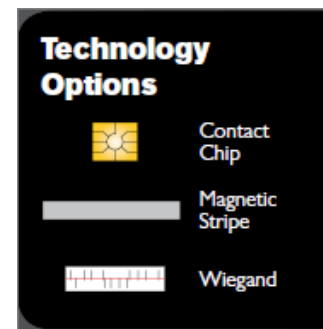 Technology
Options
Contact
Chip
Magnetic
Stripe
Wiegand